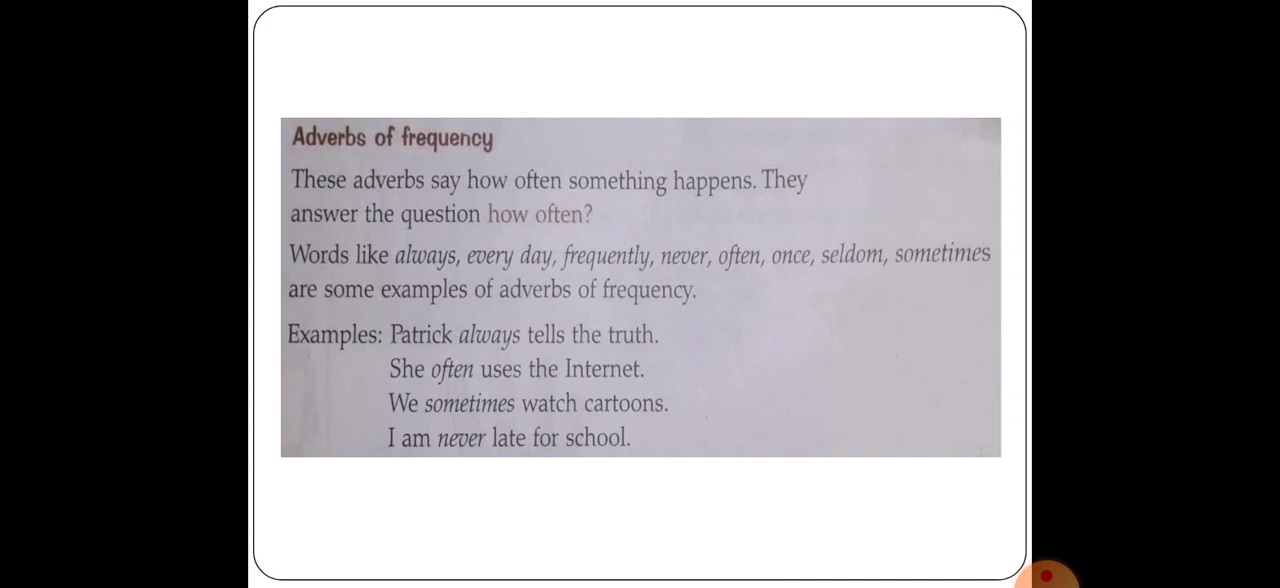 Adverbs of frequency
These adverbs say how often something happens. They
answer the question how often?
Words like always, every day, frequently, never, often, once, seldom, sometimes
are some examples of adverbs of frequency.
Examples: Patrick always tells the truth.
She often uses the Internet.
We sometimes watch cartoons.
I am never late for school.